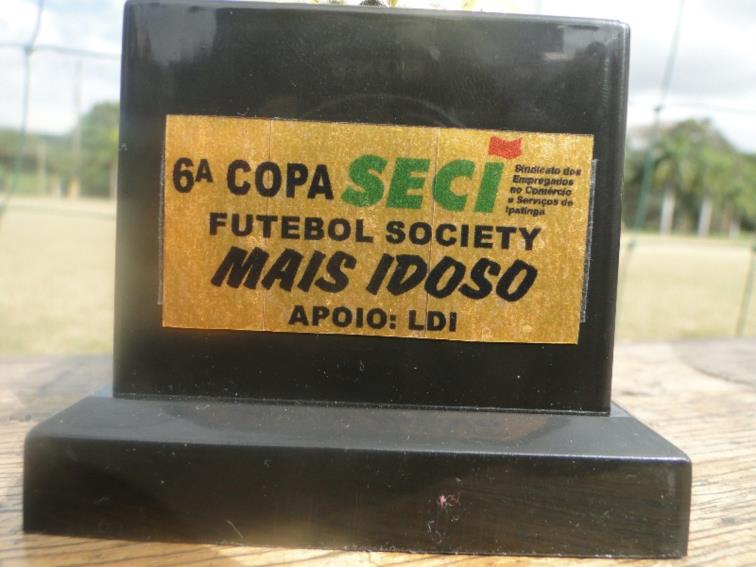 6A COPA SECI
Sindicato dos
Empregados
no Comércio
e Serviços de
Ipatinga
FUTEBOL SOCIETY
MAIS IDOSO
APOIO: LDI